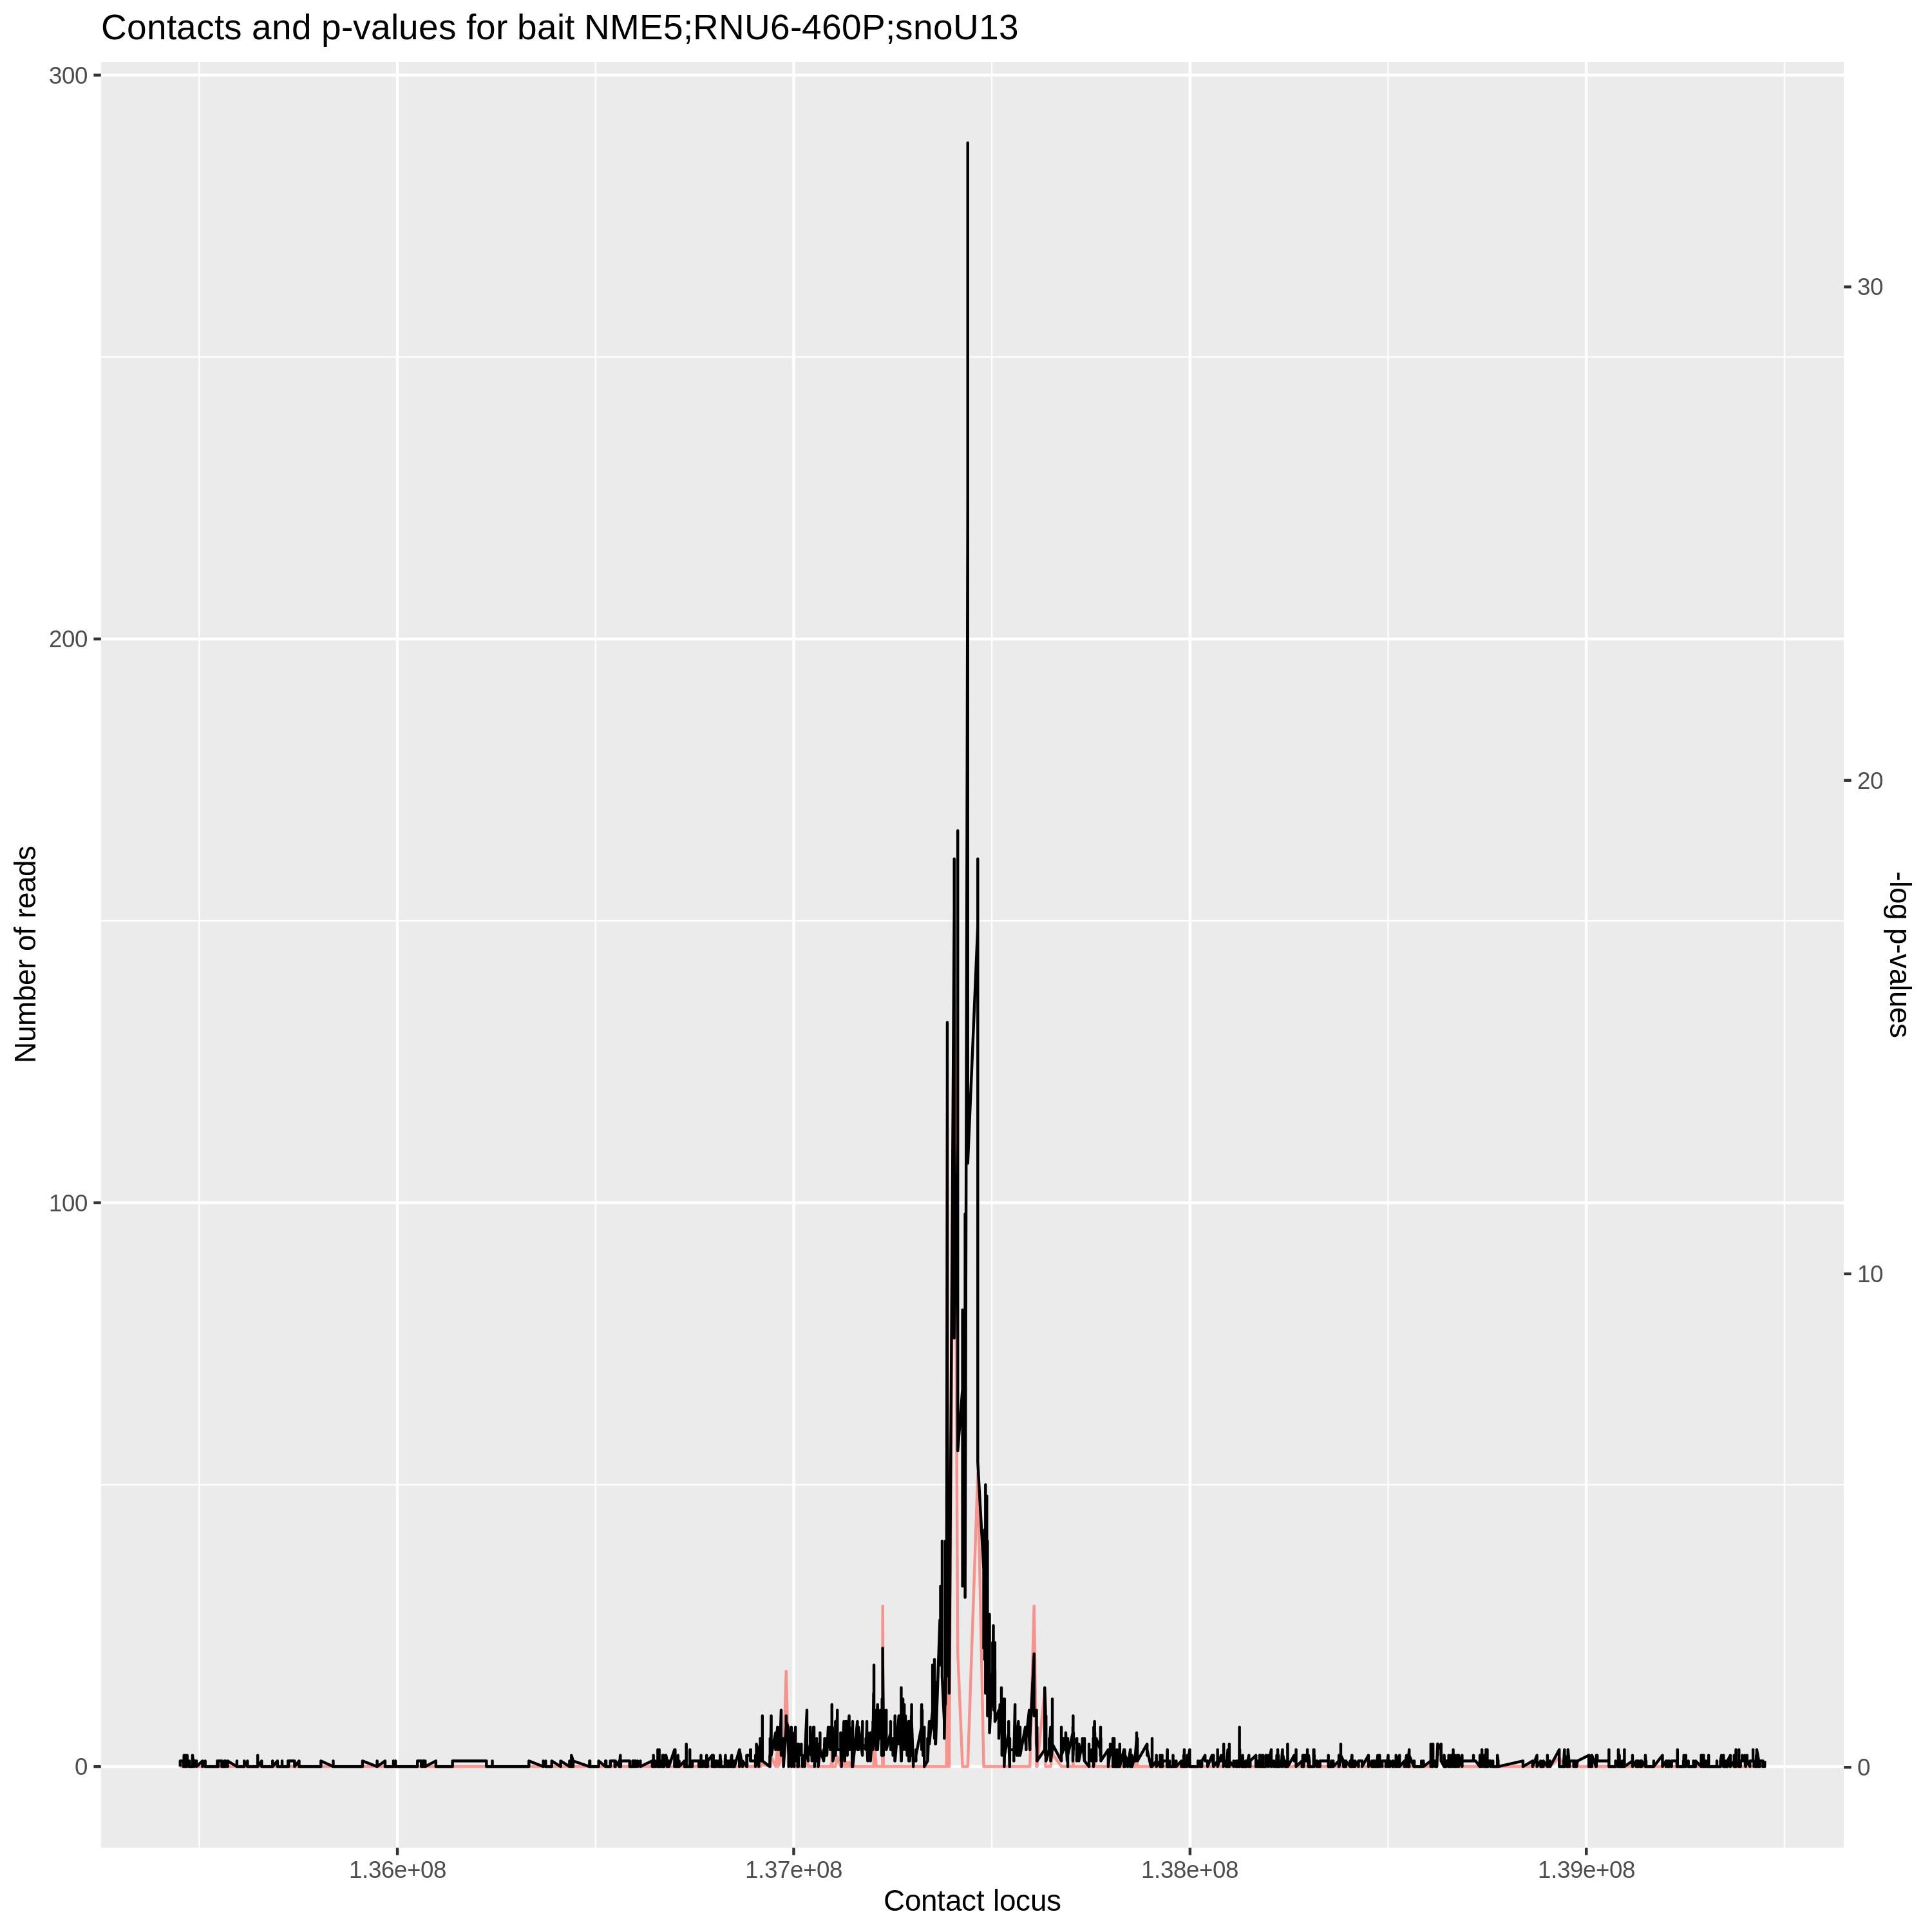 Contacts and p-values for bait NME5;RNU6-460P;snoU13
300
200
100
0
Number of reads
30
20
10
0
-log p-values
1.36e+08
1.37e+08
1.38e+08
1.39e+08
Contact locus